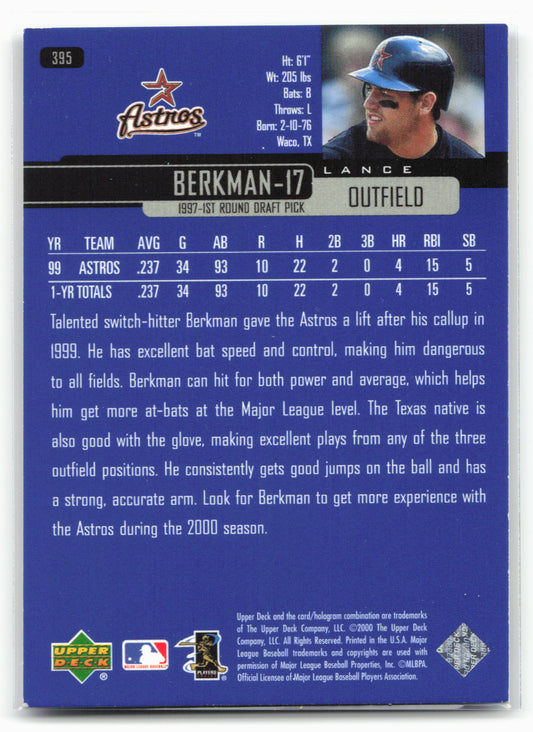 395
Ht: 6'1"
Wt: 205 lbs
Bats: B
Throws: L
Born: 2-10-76
Waco, TX
Astros
TM
LANCE
BERKMAN-17
OUTFIELD
1997-1ST ROUND DRAFT PICK
YR TEAM AVG G AB R H 2B 3B HR RBI SB
99 ASTROS .237 34 93 10 22 2 0 4 15 5
1-YR TOTALS .237 34 93 10 22 2 0 4 15 5
Talented switch-hitter Berkman gave the Astros a lift after his callup in
1999. He has excellent bat speed and control, making him dangerous
to all fields. Berkman can hit for both power and average, which helps
him get more at-bats at the Major League level. The Texas native is
also good with the glove, making excellent plays from any of the three
outfield positions. He consistently gets good jumps on the ball and has
a strong, accurate arm. Look for Berkman to get more experience with
the Astros during the 2000 season.
Upper Deck and the card/hologram combination are trademarks
of The Upper Deck Company, LLC. ©2000 The Upper Deck
Company, LLC. All Rights Reserved. Printed in the U.S.A. Major
League Baseball trademarks and copyrights are used with
permission of Major League Baseball Properties, Inc. ©MLBPA.
Official Licensee of Major League Baseball Players Association.
UPPER
DECK
®
MAJOR LEAGUE BASEBALL
PLAYERS